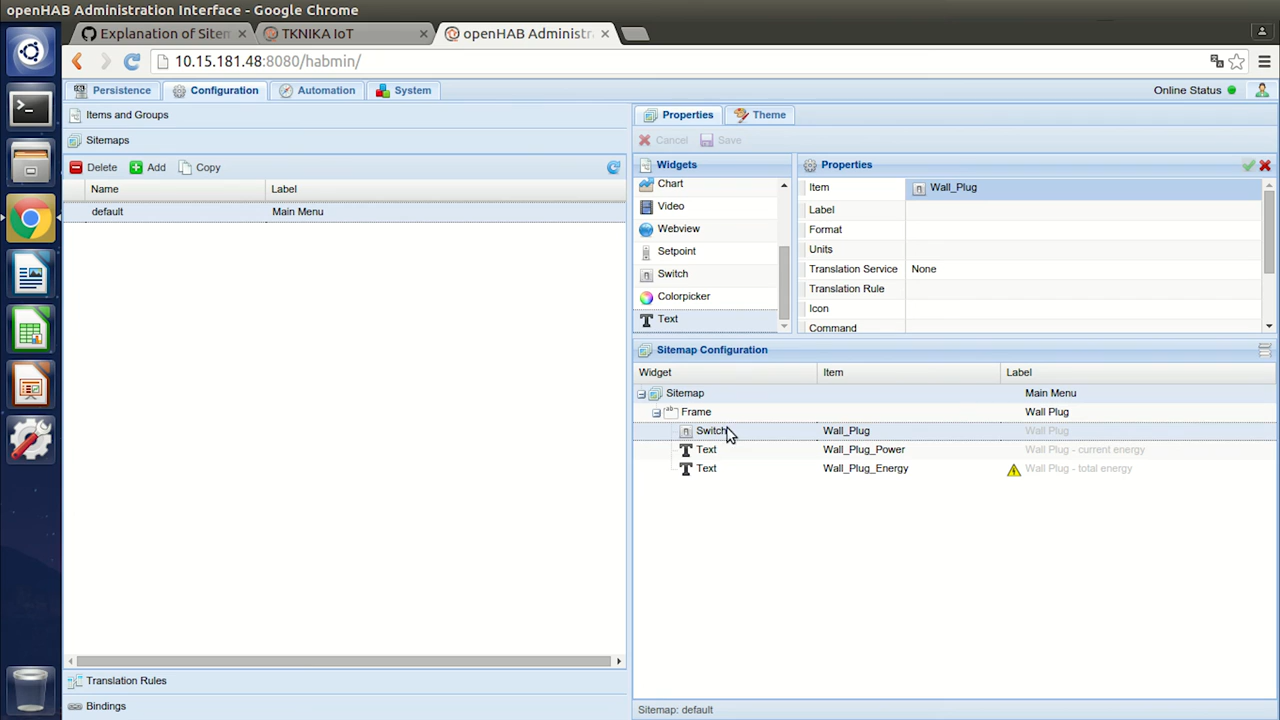 openHAB Administration Interface - Google Chrome
Explanation of Sitem
TKNIKA IoT
openHAB Administr
10.15.181.48:8080/habmin/
Persistence
Configuration
Automation
System
Online Status
Items and Groups
Sitemaps
Delete
Add
Copy
Name
Label
default
Main Menu
Translation Rules
Bindings
Properties
Theme
Cancel
Save
Widgets
Chart
Video
Webview
Setpoint
Switch
Colorpicker
Text
Properties
Item Wall_Plug
Label
Format
Units
Translation Service None
Translation Rule
Icon
Command
Sitemap Configuration
Widget Item Label
Sitemap Main Menu
Frame Wall Plug
Switch Wall_Plug Wall Plug
Text Wall_Plug_Power Wall Plug - current energy
Text Wall_Plug_Energy Wall Plug - total energy
Sitemap: default